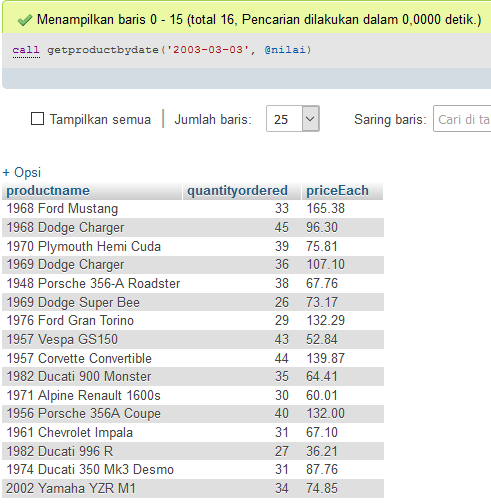 Menampilkan baris 0 - 15 (total 16, Pencarian dilakukan dalam 0,0000 detik.)
call getproductbydate('2003-03-03', @nilai)
Tampilkan semua | Jumlah baris: 25 Saring baris: Cari di ta
+ Opsi
productname quantityordered priceEach
1968 Ford Mustang 33 165.38
1968 Dodge Charger 45 96.30
1970 Plymouth Hemi Cuda 39 75.81
1969 Dodge Charger 36 107.10
1948 Porsche 356-A Roadster 38 67.76
1969 Dodge Super Bee 26 73.17
1976 Ford Gran Torino 29 132.29
1957 Vespa GS150 43 52.84
1957 Corvette Convertible 44 139.87
1982 Ducati 900 Monster 35 64.41
1971 Alpine Renault 1600s 30 60.01
1956 Porsche 356A Coupe 40 132.00
1961 Chevrolet Impala 31 67.10
1982 Ducati 996 R 27 36.21
1974 Ducati 350 Mk3 Desmo 31 87.76
2002 Yamaha YZR M1 34 74.85